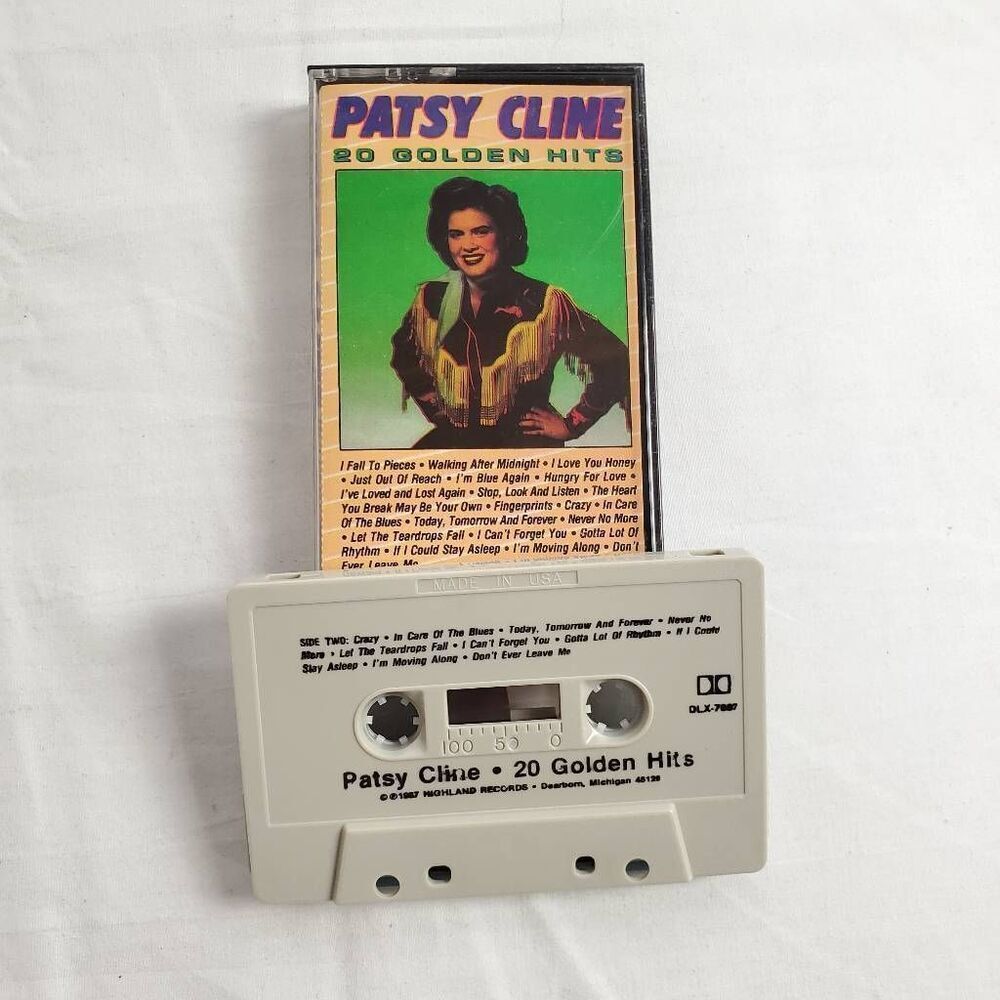 PATSY CLINE
20 GOLDEN HITS
I Fall To Pieces • Walking After Midnight • I Love You Honey
• Just Out Of Reach • I'm Blue Again • Hungry For Love •
I've Loved and Lost Again • Stop, Look And Listen • The Heart
You Break May Be Your Own • Fingerprints • Crazy • In Care
Of The Blues • Today, Tomorrow And Forever • Never No More
• Let The Teardrops Fall • I Can't Forget You • Gotta Lot Of
Rhythm • If I Could Stay Asleep • I'm Moving Along • Don't
Ever Leave Me
MADE IN USA
SIDE TWO: Crazy • In Care Of The Blues • Today, Tomorrow And Forever • Never No
More • Let The Teardrops Fall • I Can't Forget You • Gotta Lot Of Rhythm • If I Could
Stay Asleep • I'm Moving Along • Don't Ever Leave Me
100 50 0
Patsy Cline • 20 Golden Hits
©℗1987 HIGHLAND RECORDS • Dearborn, Michigan